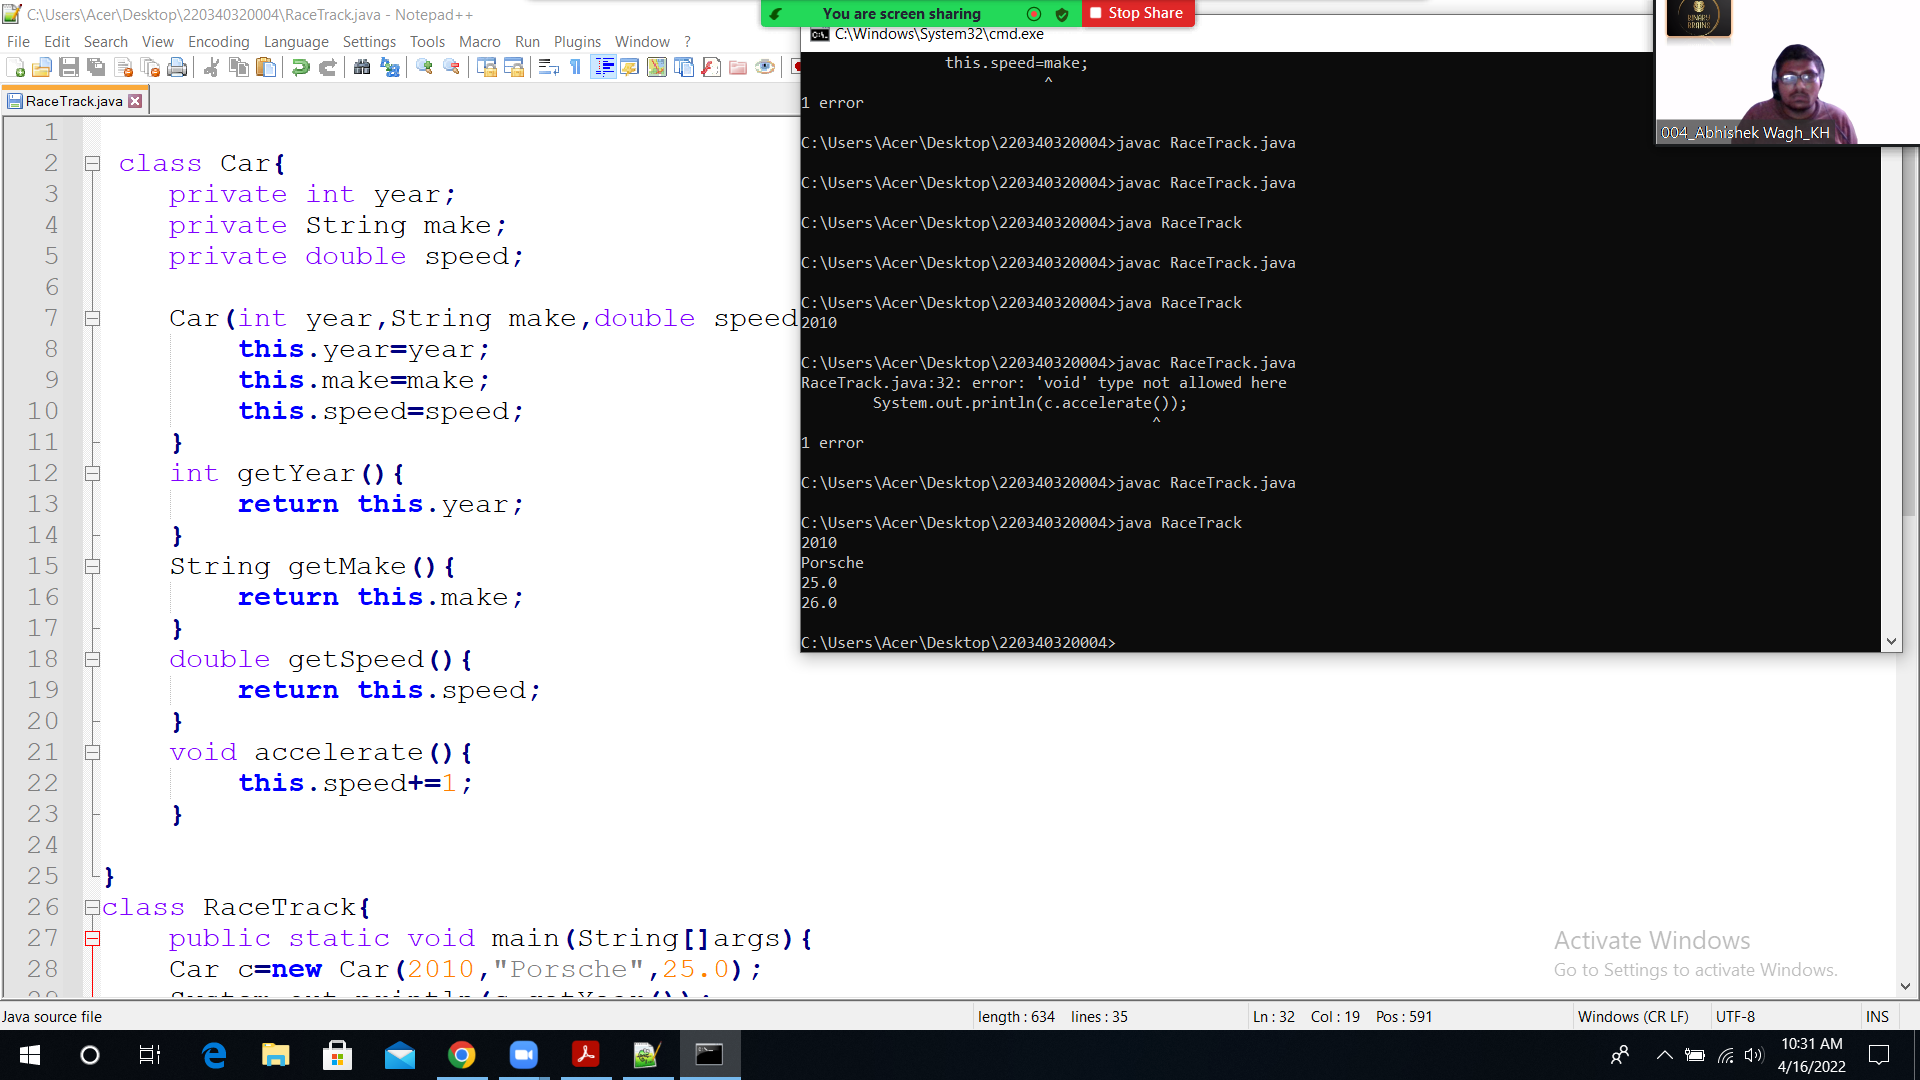 C:\Users\Acer\Desktop\220340320004\RaceTrack.java - Notepad++
You are screen sharing
Stop Share
File Edit Search View Encoding Language Settings Tools Macro Run Plugins Window ?
RaceTrack.java
1
2 class Car{
3 private int year;
4 private String make;
5 private double speed;
6
7 Car(int year,String make,double speed
8 this.year=year;
9 this.make=make;
10 this.speed=speed;
11 }
12 int getYear(){
13 return this.year;
14 }
15 String getMake(){
16 return this.make;
17 }
18 double getSpeed(){
19 return this.speed;
20 }
21 void accelerate(){
22 this.speed+=1;
23 }
24
25 }
26 class RaceTrack{
27 public static void main(String[]args){
28 Car c=new Car(2010,"Porsche",25.0);
29 System.out.println(c.getYear());
C:\Windows\System32\cmd.exe
this.speed=make;
^
1 error
C:\Users\Acer\Desktop\220340320004>javac RaceTrack.java
C:\Users\Acer\Desktop\220340320004>javac RaceTrack.java
C:\Users\Acer\Desktop\220340320004>java RaceTrack
C:\Users\Acer\Desktop\220340320004>javac RaceTrack.java
C:\Users\Acer\Desktop\220340320004>java RaceTrack
2010
C:\Users\Acer\Desktop\220340320004>javac RaceTrack.java
RaceTrack.java:32: error: 'void' type not allowed here
System.out.println(c.accelerate());
^
1 error
C:\Users\Acer\Desktop\220340320004>javac RaceTrack.java
C:\Users\Acer\Desktop\220340320004>java RaceTrack
2010
Porsche
25.0
26.0
C:\Users\Acer\Desktop\220340320004>
BINARY
BRAINS
004_Abhishek Wagh_KH
Activate Windows
Go to Settings to activate Windows.
Java source file length : 634 lines : 35 Ln : 32 Col : 19 Pos : 591 Windows (CR LF) UTF-8 INS
10:31 AM
4/16/2022